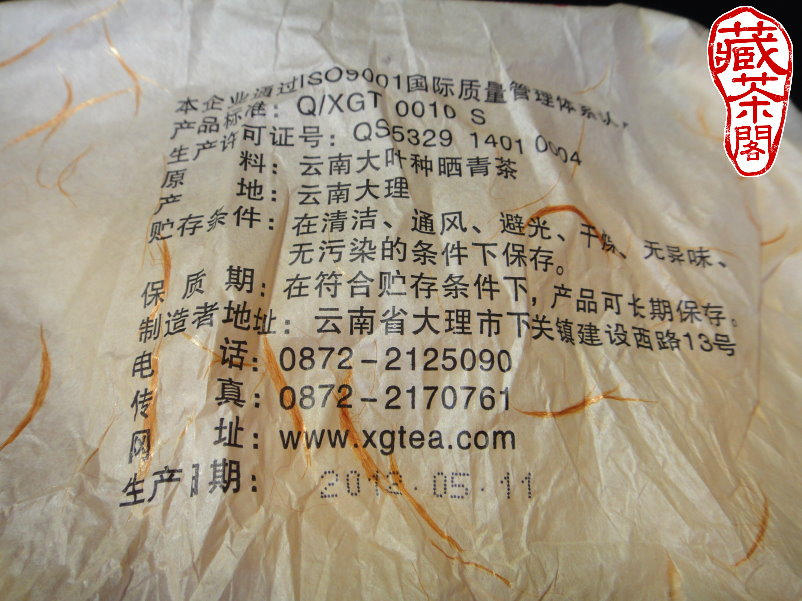 本企业通过ISO9001国际质量管理体系认
产品标准：Q/XGT 0010 S
生产许可证号：QS5329 1401 0004
原料：云南大叶种晒青茶
产地：云南大理
贮存条件：在清洁、通风、避光、干燥、无异味、
无污染的条件下保存。
保质期：在符合贮存条件下，产品可长期保存。
制造者地址：云南省大理市下关镇建设西路13号
电话：0872-2125090
传真：0872-2170761
网址：www.xgtea.com
生产日期：2013.05.11
藏茶閣